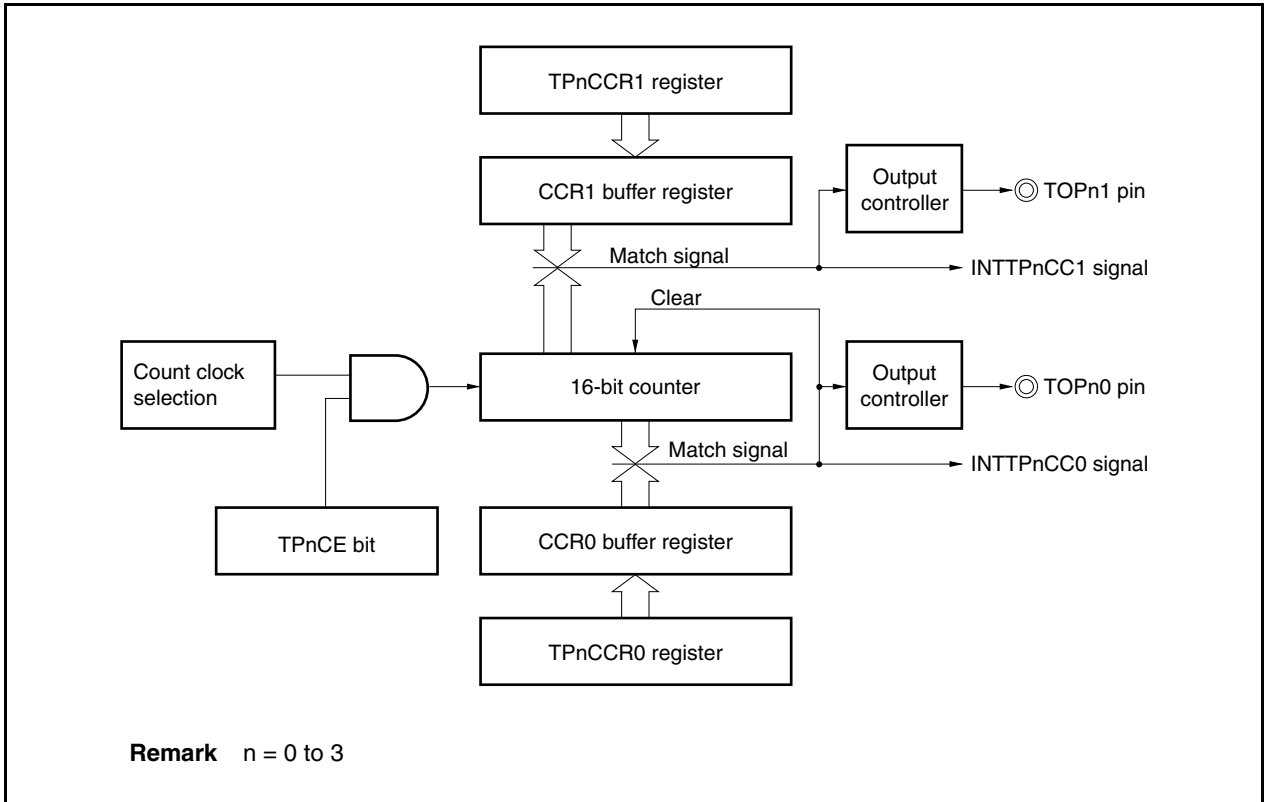 TPnCCR1 register
CCR1 buffer register
Output
controller
TOPn1 pin
Match signal
INTTPnCC1 signal
Clear
Count clock
selection
16-bit counter
Output
controller
TOPn0 pin
Match signal
INTTPnCC0 signal
TPnCE bit
CCR0 buffer register
TPnCCR0 register
Remark n = 0 to 3